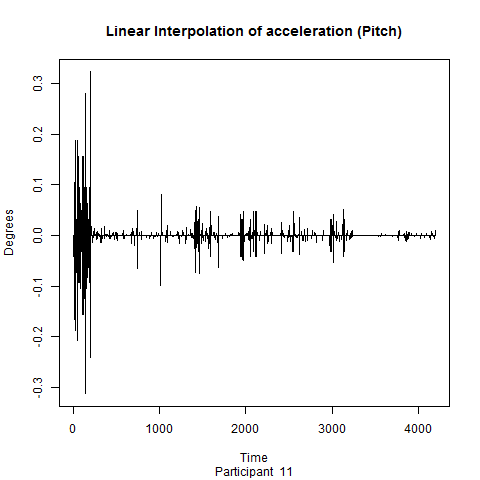 Linear Interpolation of acceleration (Pitch)
0.3
0.2
0.1
0.0
-0.1
-0.2
-0.3
Degrees
0 1000 2000 3000 4000
Time
Participant 11